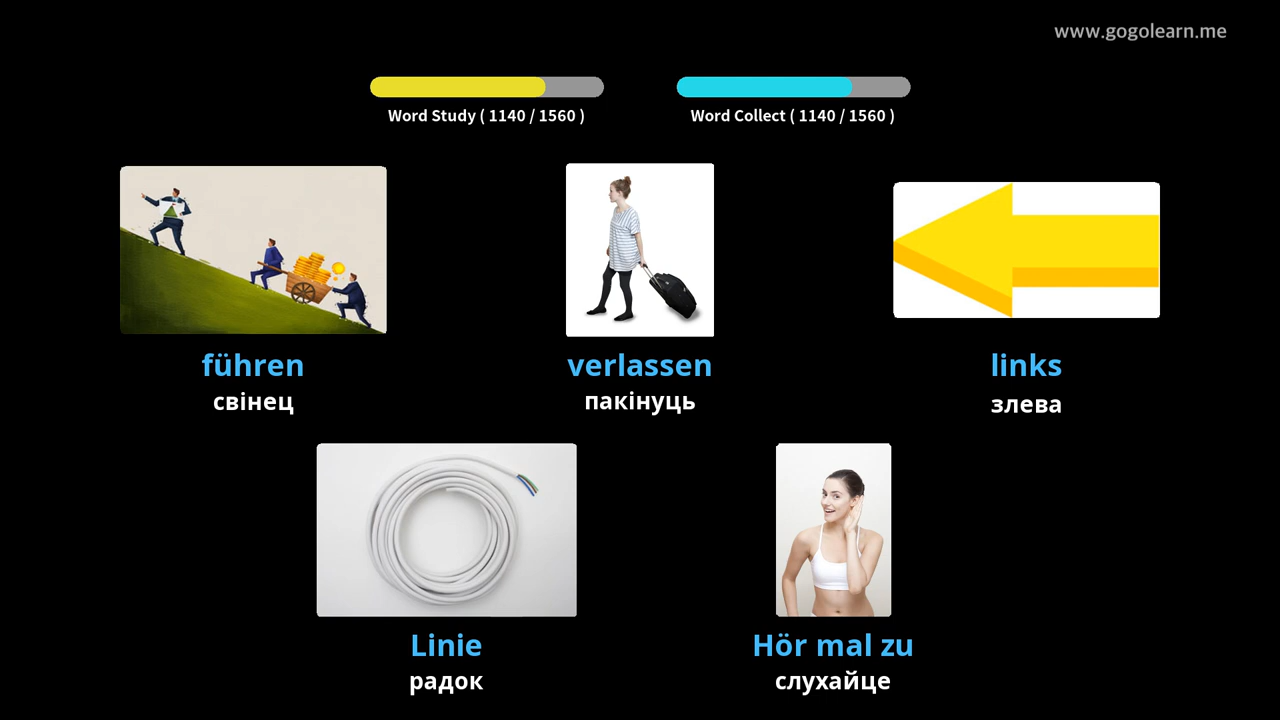 www.gogolearn.me
Word Study ( 1140 / 1560 )
Word Collect ( 1140 / 1560 )
führen
свінец
verlassen
пакінуць
links
злева
Linie
радок
Hör mal zu
слухайце